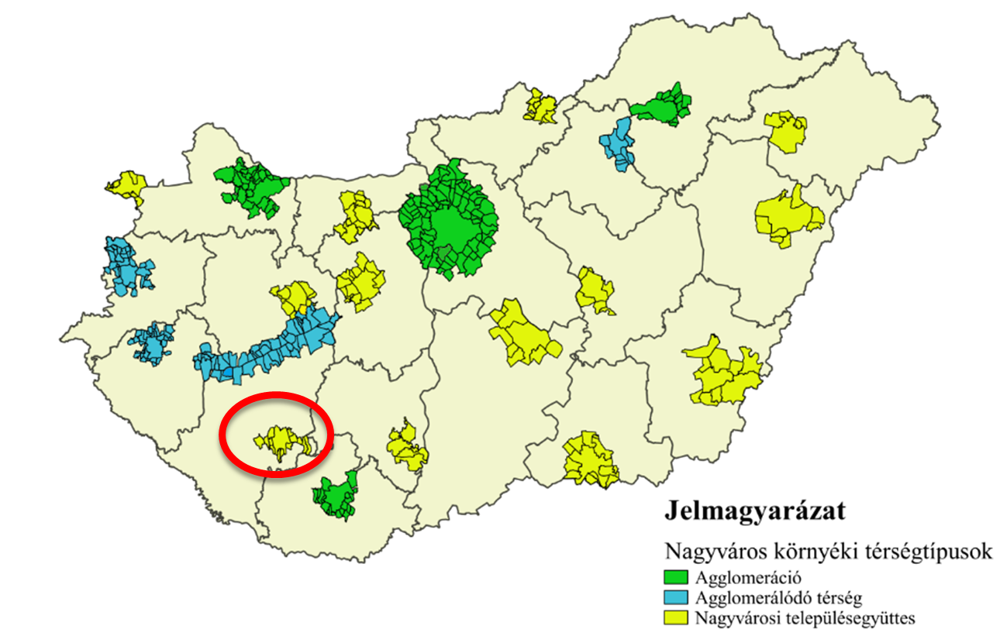 Jelmagyarázat
Nagyváros környéki térségtípusok
Agglomeráció
Agglomerálódó térség
Nagyvárosi településegyüttes